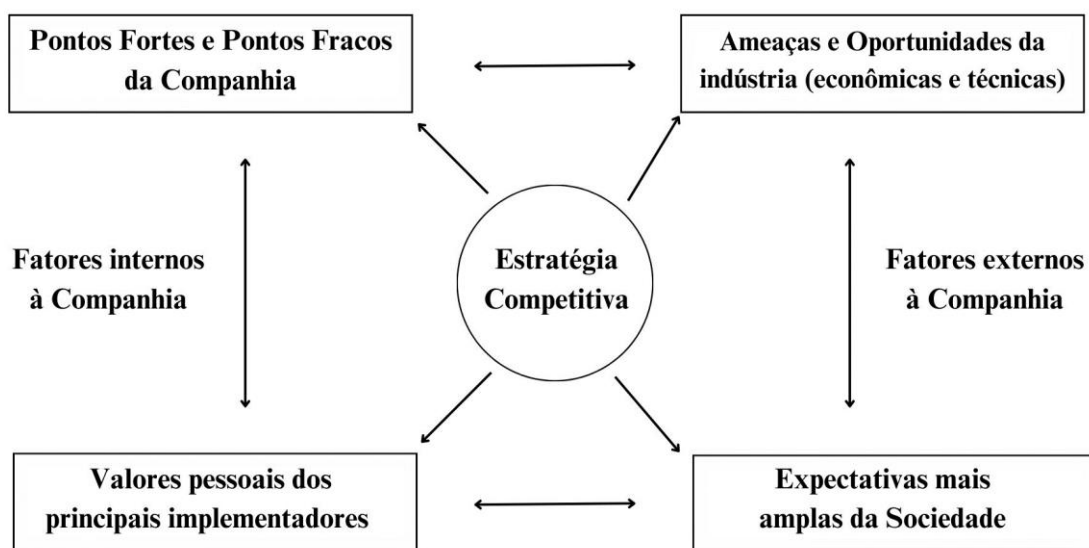 Pontos Fortes e Pontos Fracos
da Companhia
Ameaças e Oportunidades da
indústria (econômicas e técnicas)
Fatores internos
à Companhia
Estratégia
Competitiva
Fatores externos
à Companhia
Valores pessoais dos
principais implementadores
Expectativas mais
amplas da Sociedade